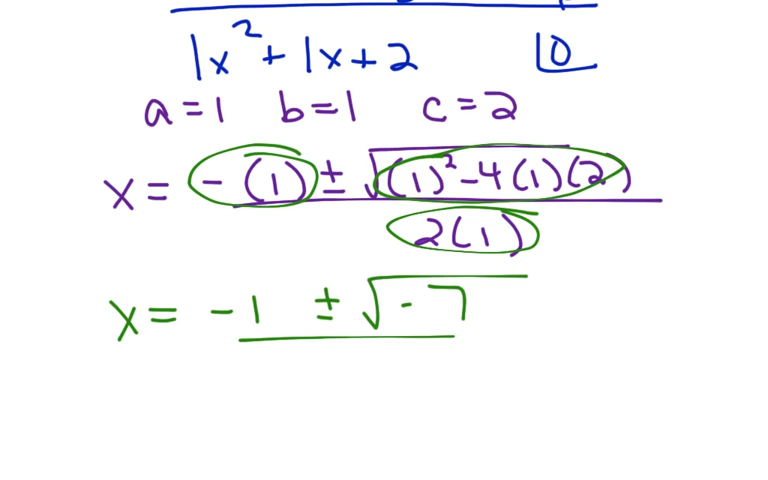 1x² + 1x + 2 0
a = 1 b = 1 c = 2
x = -(1) ± √(1)² - 4(1)(2)
2(1)
x = -1 ± √-7